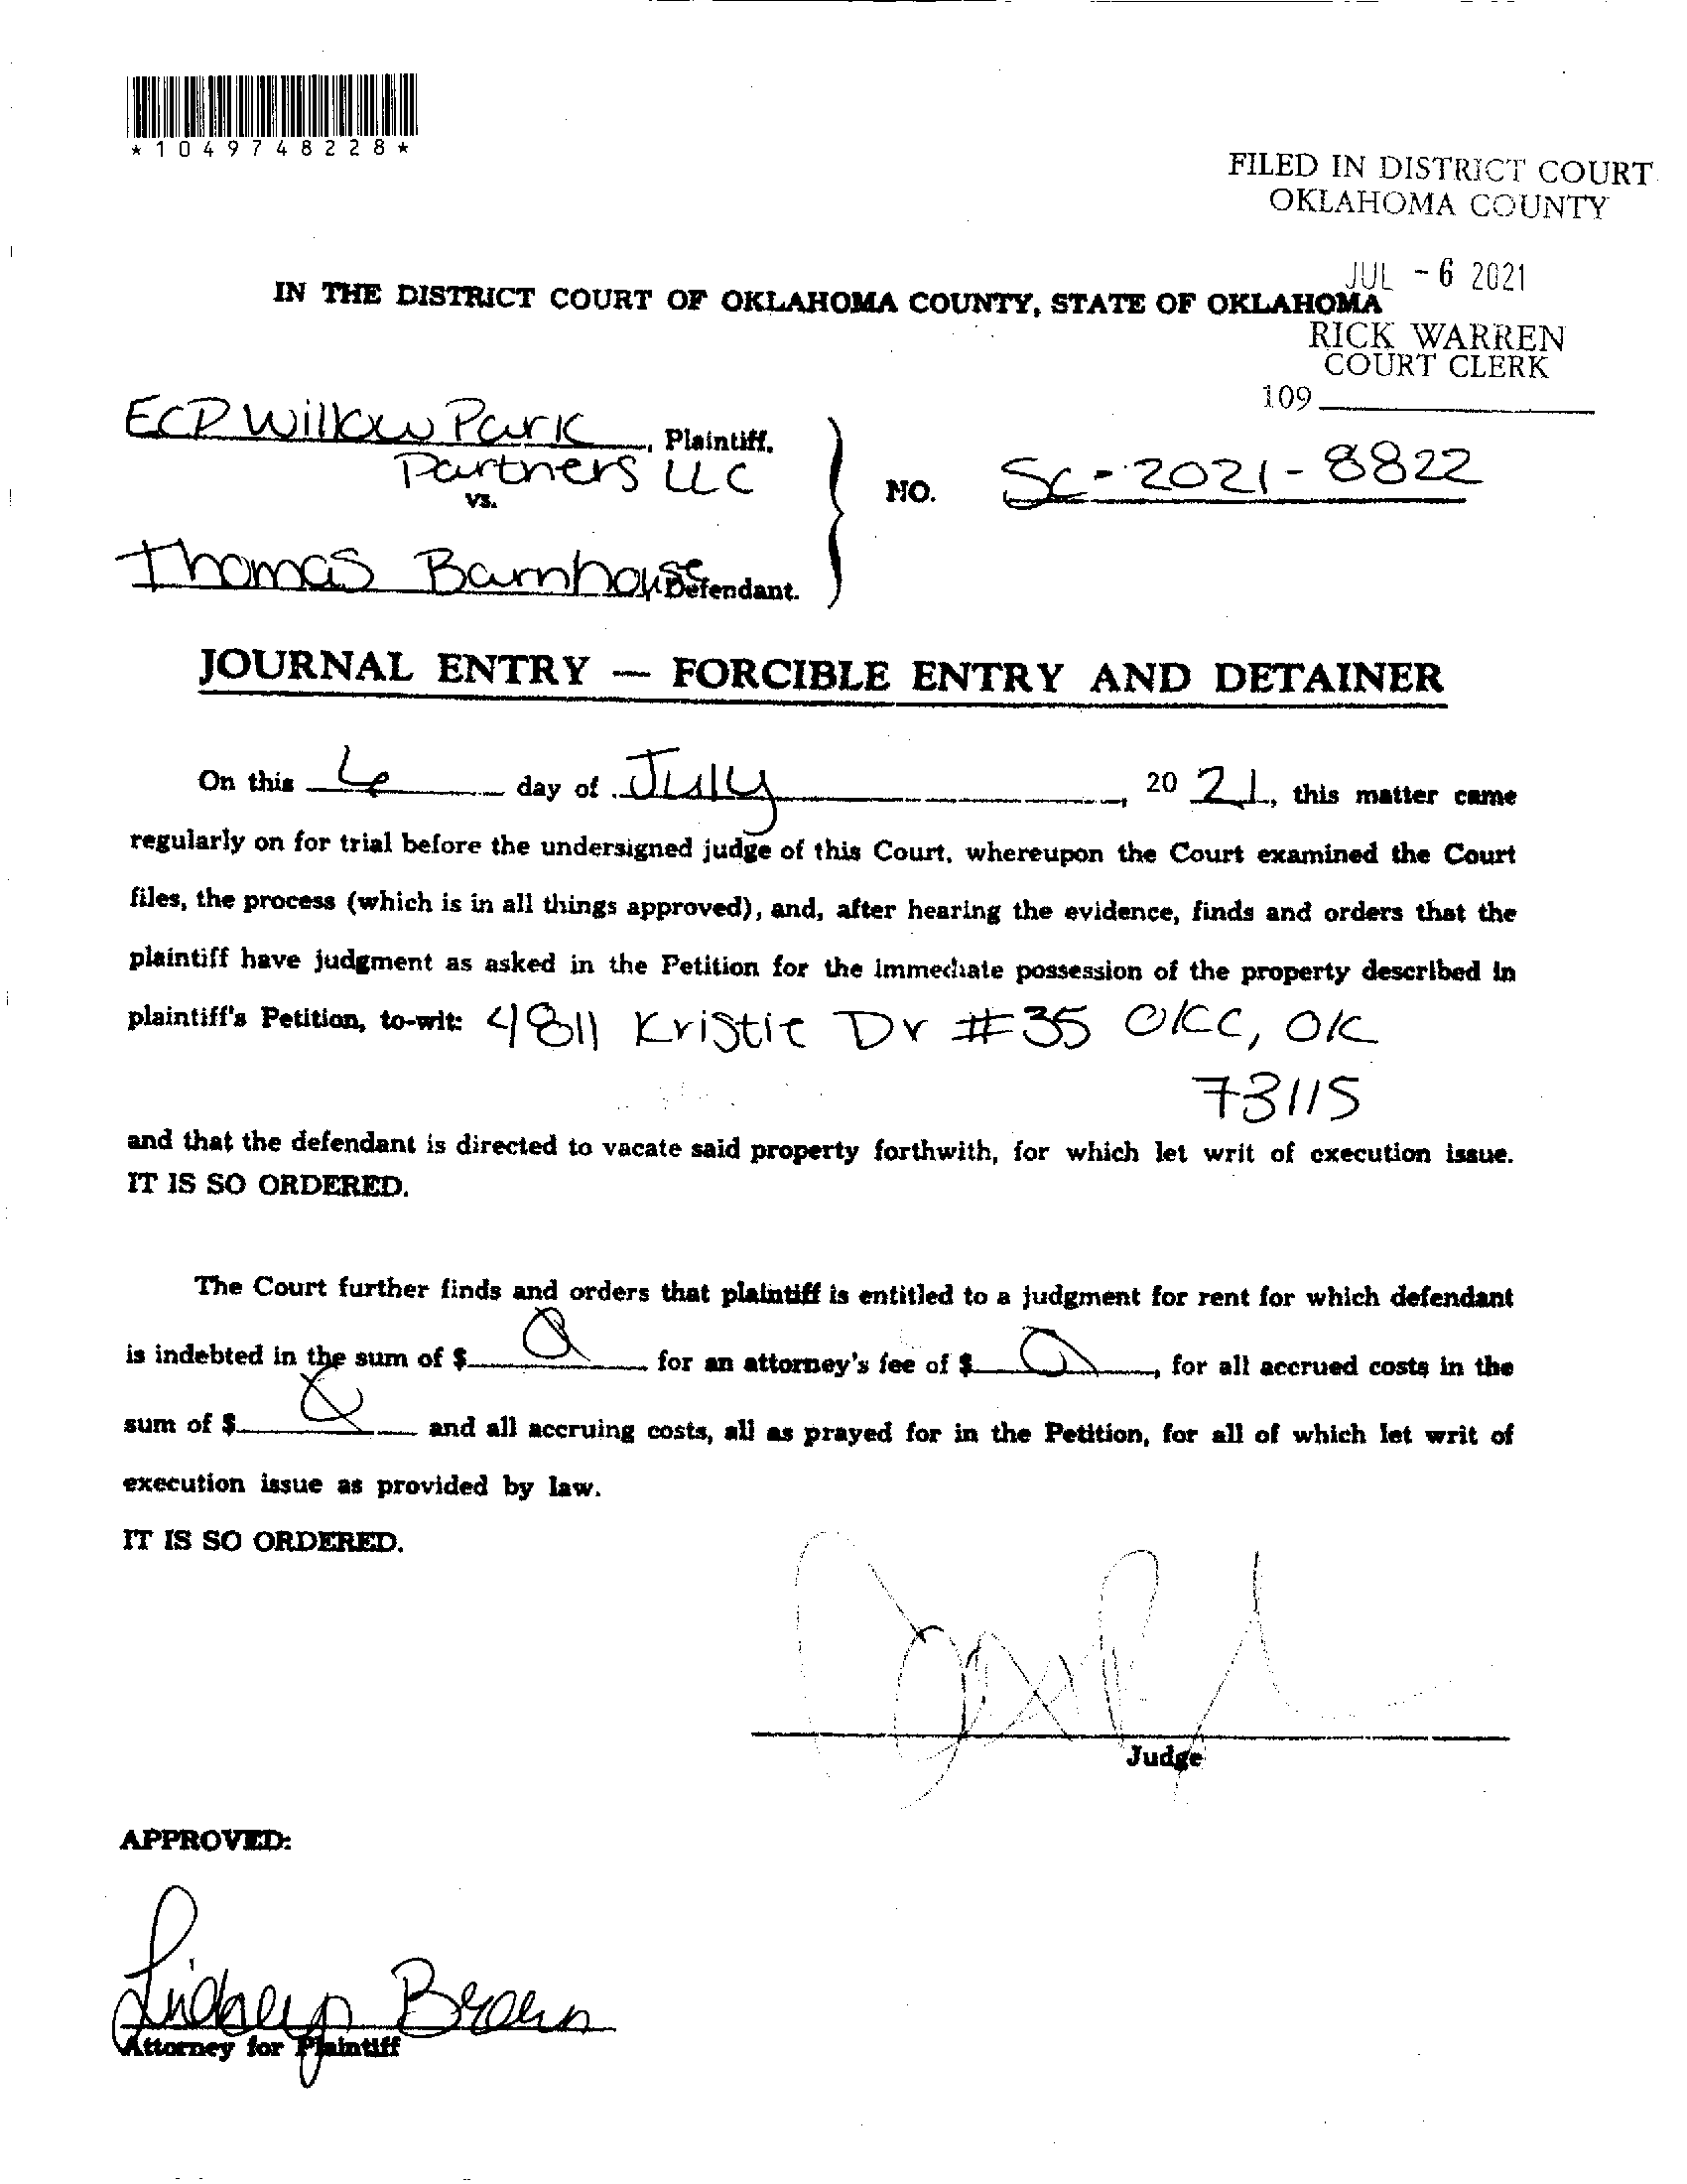 *1049748228*
FILED IN DISTRICT COURT
OKLAHOMA COUNTY
JUL - 6 2021
IN THE DISTRICT COURT OF OKLAHOMA COUNTY, STATE OF OKLAHOMA
RICK WARREN
COURT CLERK
109
ECP Willow Park
, Plaintiff,
Partners LLC
vs.
NO. SC-2021-8822
Thomas Barnhouse
Defendant.
JOURNAL ENTRY — FORCIBLE ENTRY AND DETAINER
On this 6 day of July, 20 21, this matter came
regularly on for trial before the undersigned judge of this Court, whereupon the Court examined the Court
files, the process (which is in all things approved), and, after hearing the evidence, finds and orders that the
plaintiff have judgment as asked in the Petition for the immediate possession of the property described in
plaintiff's Petition, to-wit: 4811 Kristie Dr #35 OKC, OK
73115
and that the defendant is directed to vacate said property forthwith, for which let writ of execution issue.
IT IS SO ORDERED.
The Court further finds and orders that plaintiff is entitled to a judgment for rent for which defendant
is indebted in the sum of $ for an attorney's fee of $ , for all accrued costs in the
sum of $ and all accruing costs, all as prayed for in the Petition, for all of which let writ of
execution issue as provided by law.
IT IS SO ORDERED.
Judge
APPROVED:
Attorney for Plaintiff